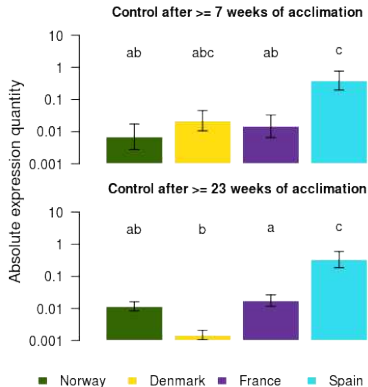 Control after >= 7 weeks of acclimation
10
1
0.1
0.01
0.001
ab abc ab c
Control after >= 23 weeks of acclimation
10
1
0.1
0.01
0.001
ab b a c
Absolute expression quantity
Norway Denmark France Spain